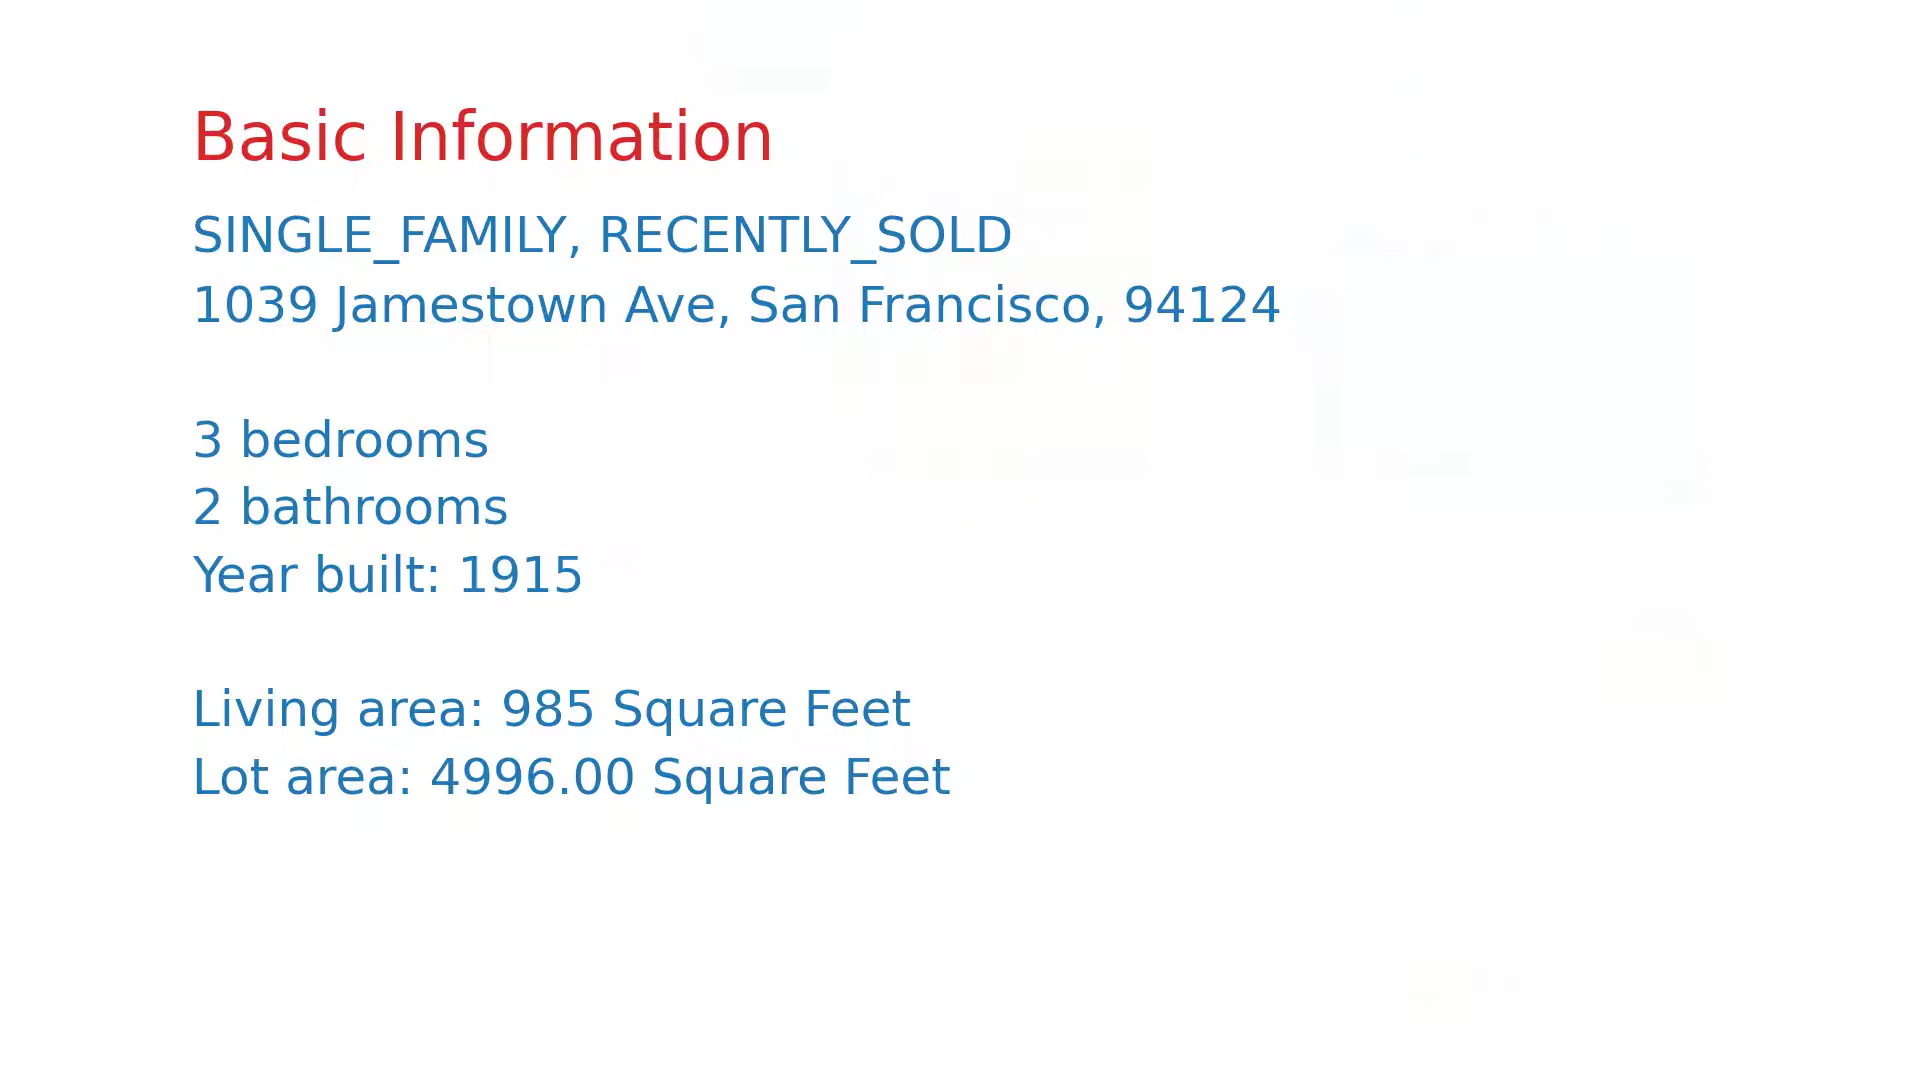 Basic Information
SINGLE_FAMILY, RECENTLY_SOLD
1039 Jamestown Ave, San Francisco, 94124
3 bedrooms
2 bathrooms
Year built: 1915
Living area: 985 Square Feet
Lot area: 4996.00 Square Feet